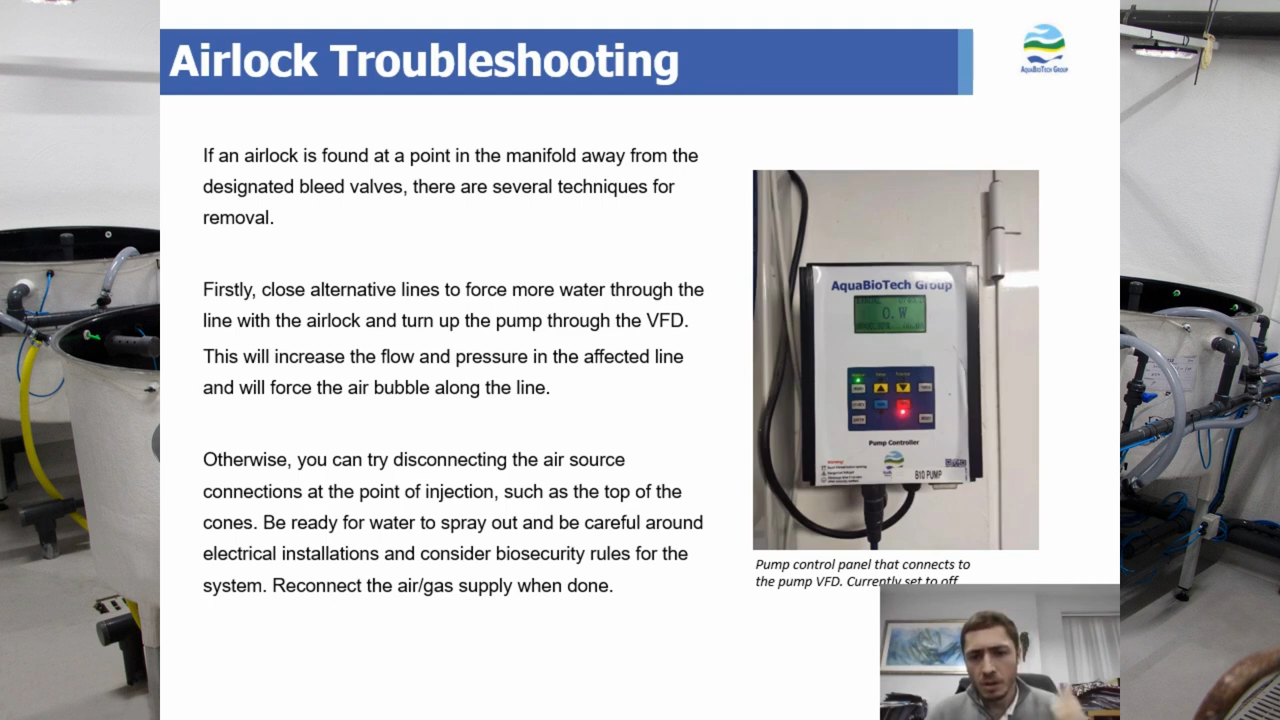 Airlock Troubleshooting
AQUABIOTECH GROUP
If an airlock is found at a point in the manifold away from the
designated bleed valves, there are several techniques for
removal.
Firstly, close alternative lines to force more water through the
line with the airlock and turn up the pump through the VFD.
This will increase the flow and pressure in the affected line
and will force the air bubble along the line.
Otherwise, you can try disconnecting the air source
connections at the point of injection, such as the top of the
cones. Be ready for water to spray out and be careful around
electrical installations and consider biosecurity rules for the
system. Reconnect the air/gas supply when done.
AquaBioTech Group
0.W
Pump Controller
B10 PUMP
Pump control panel that connects to
the pump VFD. Currently set to off